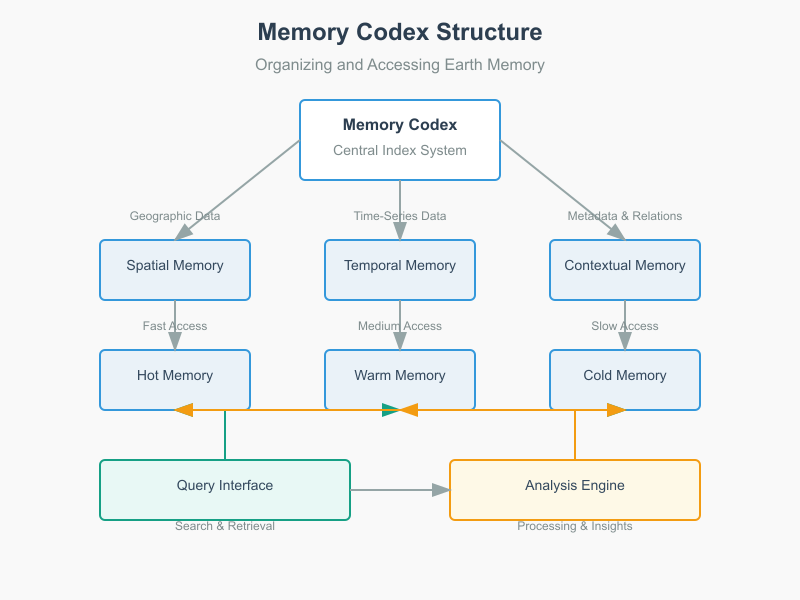 Memory Codex Structure
Organizing and Accessing Earth Memory
Memory Codex
Central Index System
Geographic Data
Time-Series Data
Metadata & Relations
Spatial Memory
Temporal Memory
Contextual Memory
Fast Access
Medium Access
Slow Access
Hot Memory
Warm Memory
Cold Memory
Query Interface
Analysis Engine
Search & Retrieval
Processing & Insights